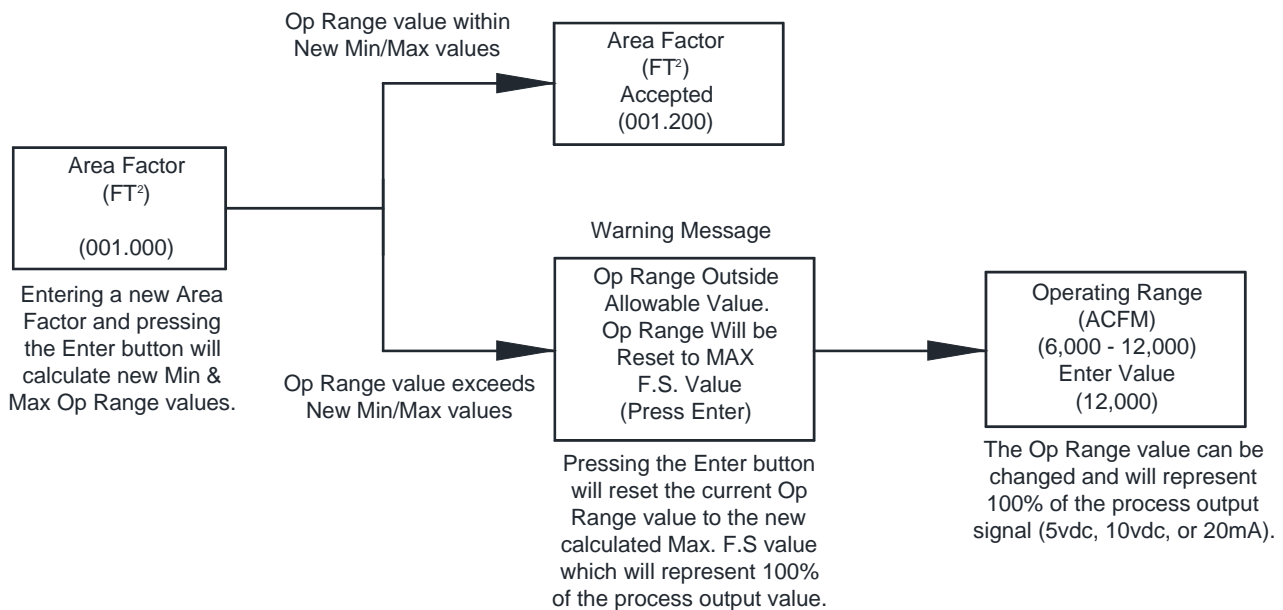 Area Factor
(FT²)
(001.000)
Entering a new Area
Factor and pressing
the Enter button will
calculate new Min &
Max Op Range values.
Op Range value within
New Min/Max values
Area Factor
(FT²)
Accepted
(001.200)
Op Range value exceeds
New Min/Max values
Warning Message
Op Range Outside
Allowable Value.
Op Range Will be
Reset to MAX
F.S. Value
(Press Enter)
Pressing the Enter button
will reset the current Op
Range value to the new
calculated Max. F.S value
which will represent 100%
of the process output value.
Operating Range
(ACFM)
(6,000 - 12,000)
Enter Value
(12,000)
The Op Range value can be
changed and will represent
100% of the process output
signal (5vdc, 10vdc, or 20mA).